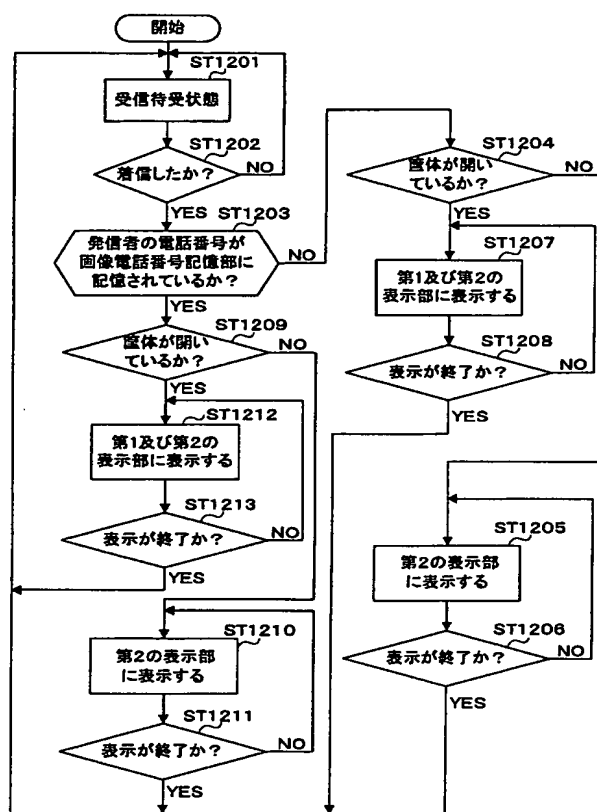 開始
ST1201
受信待受状態
ST1202
着信したか？
NO
YES
ST1203
発信者の電話番号が
画像電話番号記憶部に
記憶されているか？
NO
YES
ST1209
筐体が開い
ているか？
NO
YES
ST1212
第1及び第2の
表示部に表示する
ST1213
表示が終了か？
NO
YES
ST1210
第2の表示部
に表示する
ST1211
表示が終了か？
NO
YES
ST1204
筐体が開い
ているか？
NO
YES
ST1207
第1及び第2の
表示部に表示する
ST1208
表示が終了か？
NO
YES
ST1205
第2の表示部
に表示する
ST1206
表示が終了か？
NO
YES